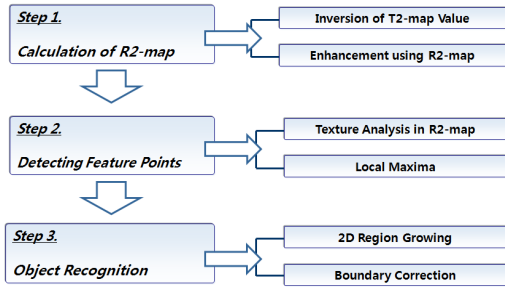 Step 1.
Calculation of R2-map
Inversion of T2-map Value
Enhancement using R2-map
Step 2.
Detecting Feature Points
Texture Analysis in R2-map
Local Maxima
Step 3.
Object Recognition
2D Region Growing
Boundary Correction